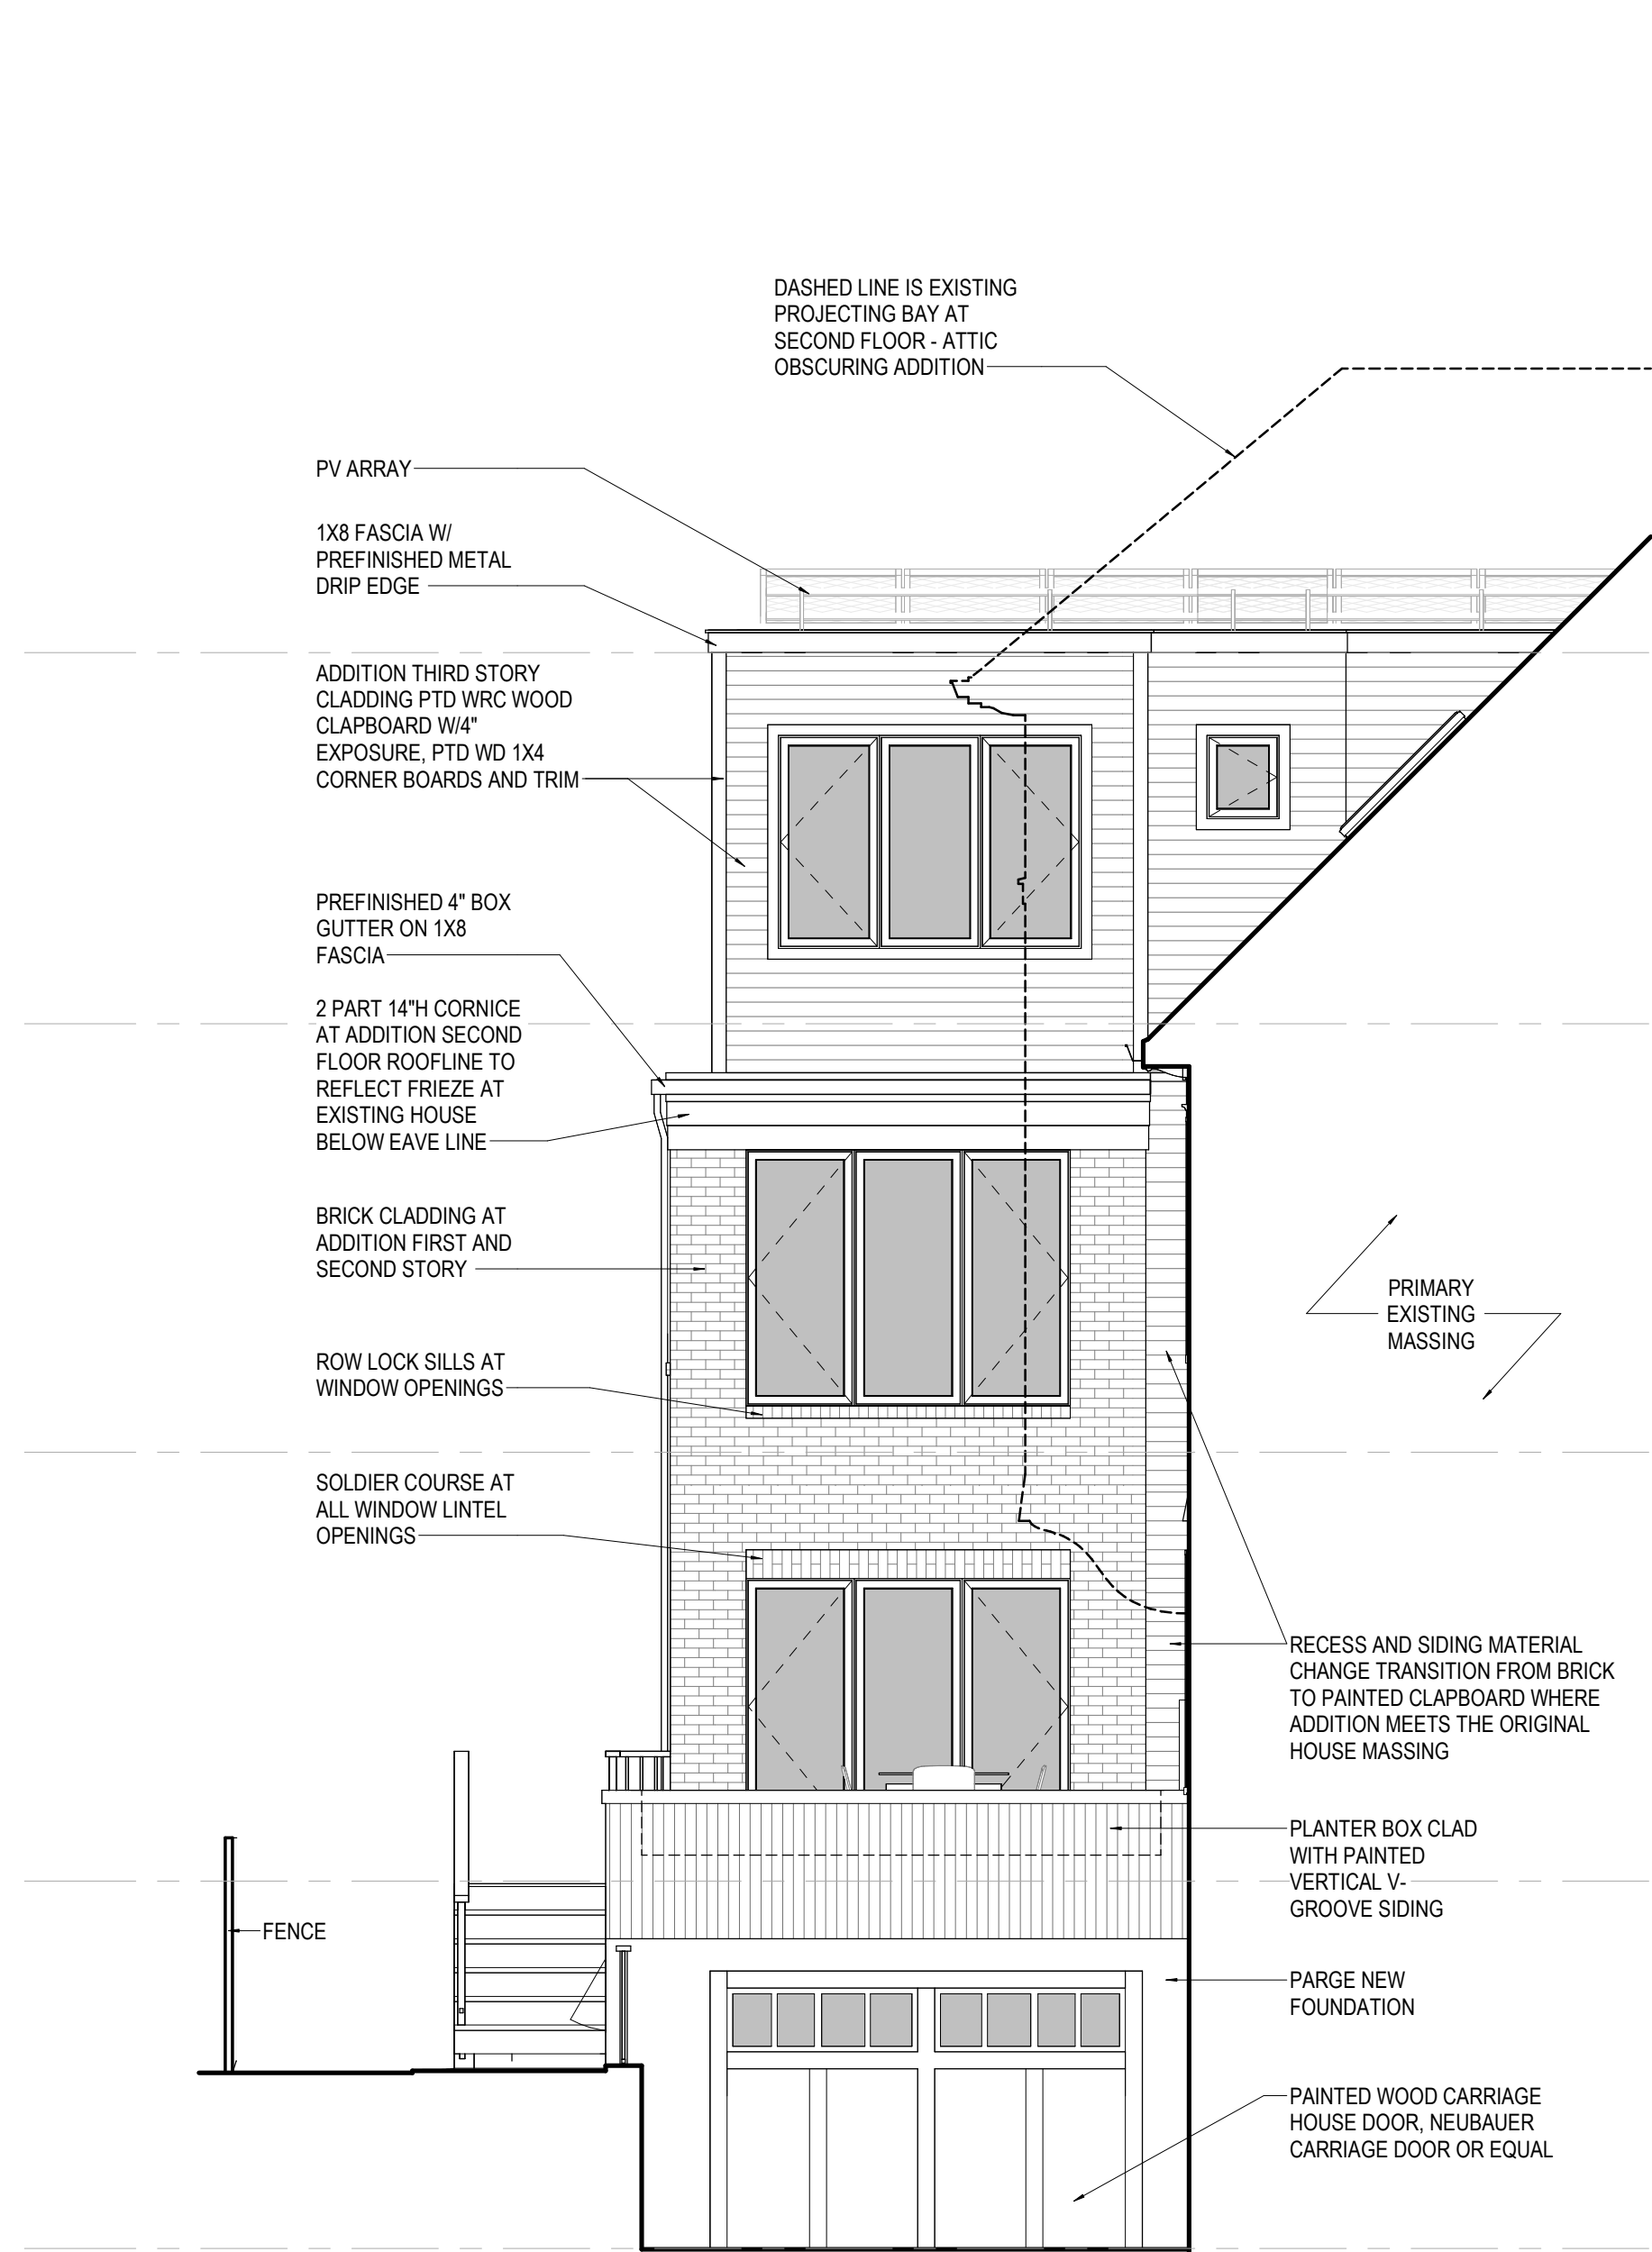 DASHED LINE IS EXISTING
PROJECTING BAY AT
SECOND FLOOR - ATTIC
OBSCURING ADDITION
PV ARRAY
1X8 FASCIA W/
PREFINISHED METAL
DRIP EDGE
ADDITION THIRD STORY
CLADDING PTD WRC WOOD
CLAPBOARD W/4"
EXPOSURE, PTD WD 1X4
CORNER BOARDS AND TRIM
PREFINISHED 4" BOX
GUTTER ON 1X8
FASCIA
2 PART 14"H CORNICE
AT ADDITION SECOND
FLOOR ROOFLINE TO
REFLECT FRIEZE AT
EXISTING HOUSE
BELOW EAVE LINE
BRICK CLADDING AT
ADDITION FIRST AND
SECOND STORY
PRIMARY
EXISTING
MASSING
ROW LOCK SILLS AT
WINDOW OPENINGS
SOLDIER COURSE AT
ALL WINDOW LINTEL
OPENINGS
RECESS AND SIDING MATERIAL
CHANGE TRANSITION FROM BRICK
TO PAINTED CLAPBOARD WHERE
ADDITION MEETS THE ORIGINAL
HOUSE MASSING
PLANTER BOX CLAD
WITH PAINTED
VERTICAL V-
GROOVE SIDING
FENCE
PARGE NEW
FOUNDATION
PAINTED WOOD CARRIAGE
HOUSE DOOR, NEUBAUER
CARRIAGE DOOR OR EQUAL